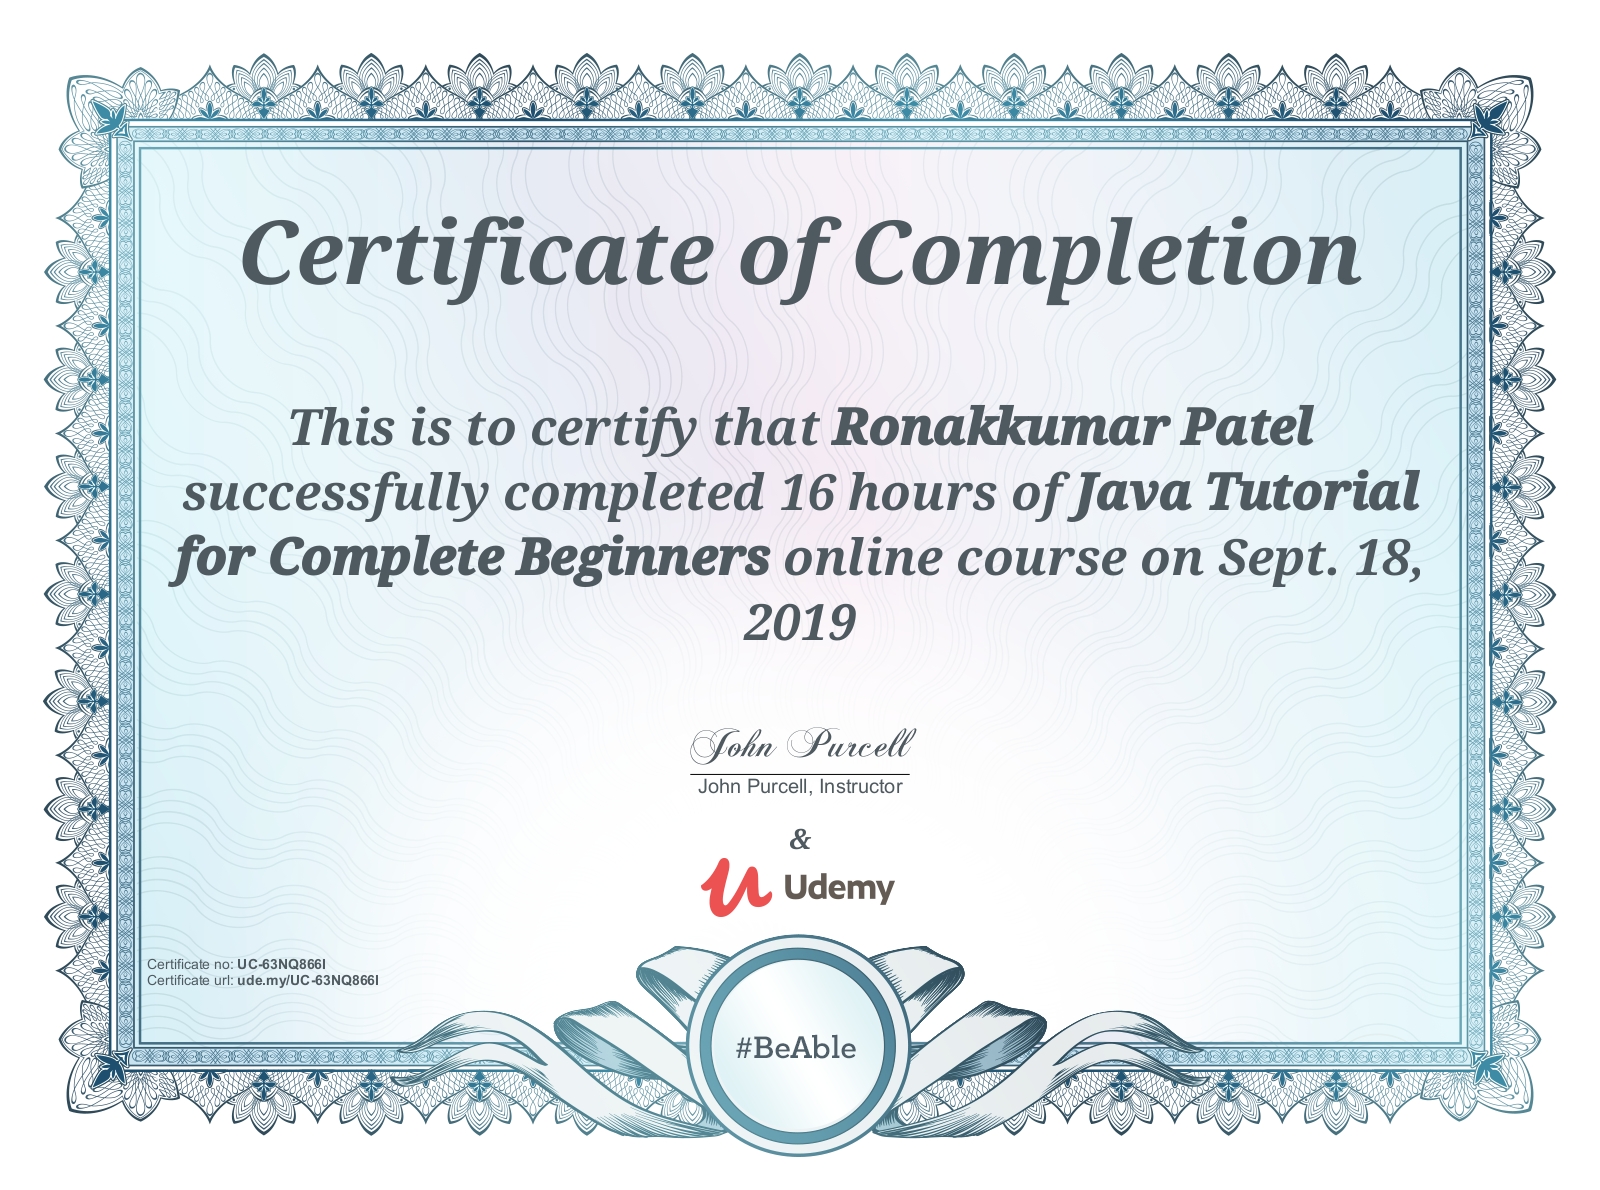 Certificate of Completion
This is to certify that Ronakkumar Patel
successfully completed 16 hours of Java Tutorial
for Complete Beginners online course on Sept. 18,
2019
John Purcell
John Purcell, Instructor
&
Udemy
Certificate no: UC-63NQ866I
Certificate url: ude.my/UC-63NQ866I
#BeAble